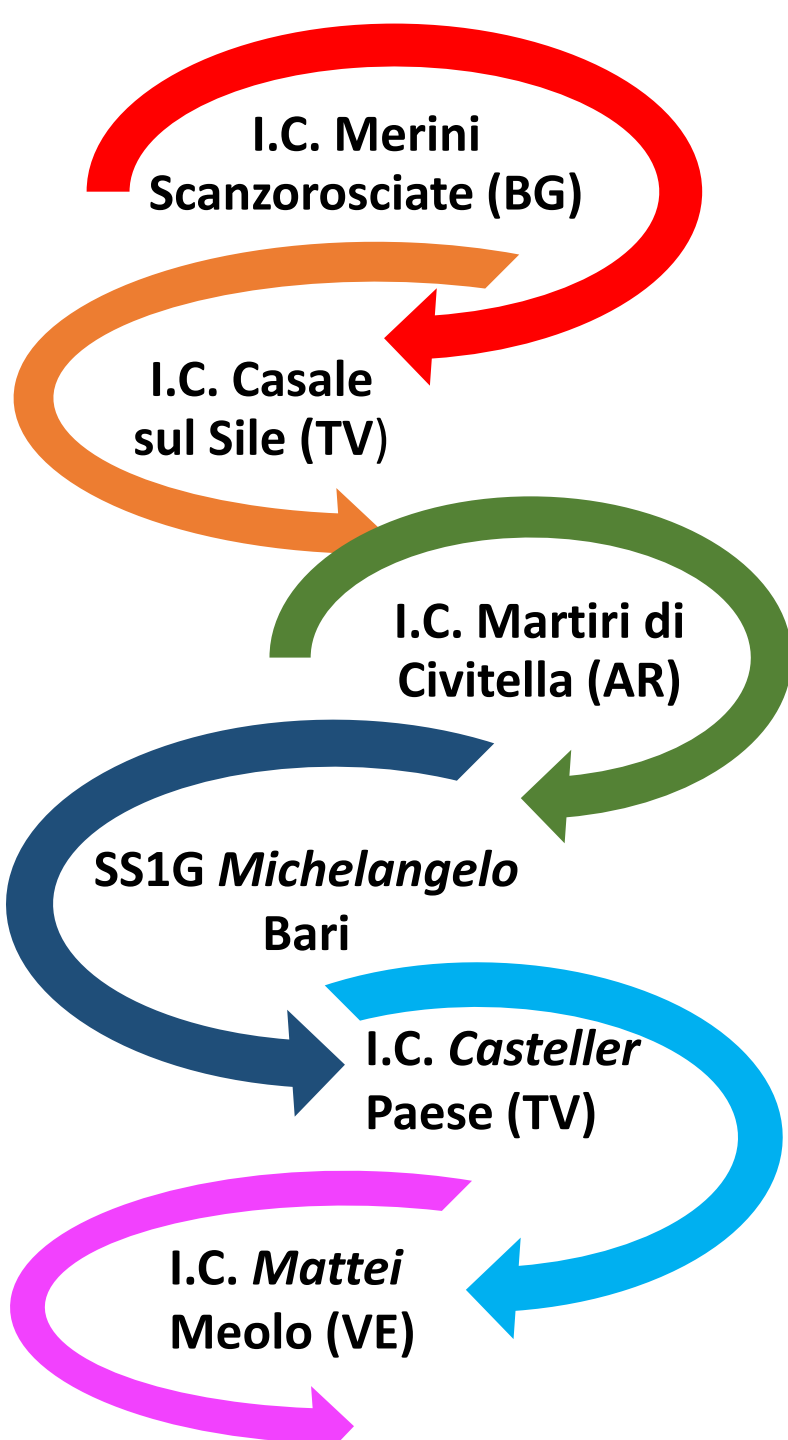 I.C. Merini
Scanzorosciate (BG)
I.C. Casale
sul Sile (TV)
I.C. Martiri di
Civitella (AR)
SS1G Michelangelo
Bari
I.C. Casteller
Paese (TV)
I.C. Mattei
Meolo (VE)